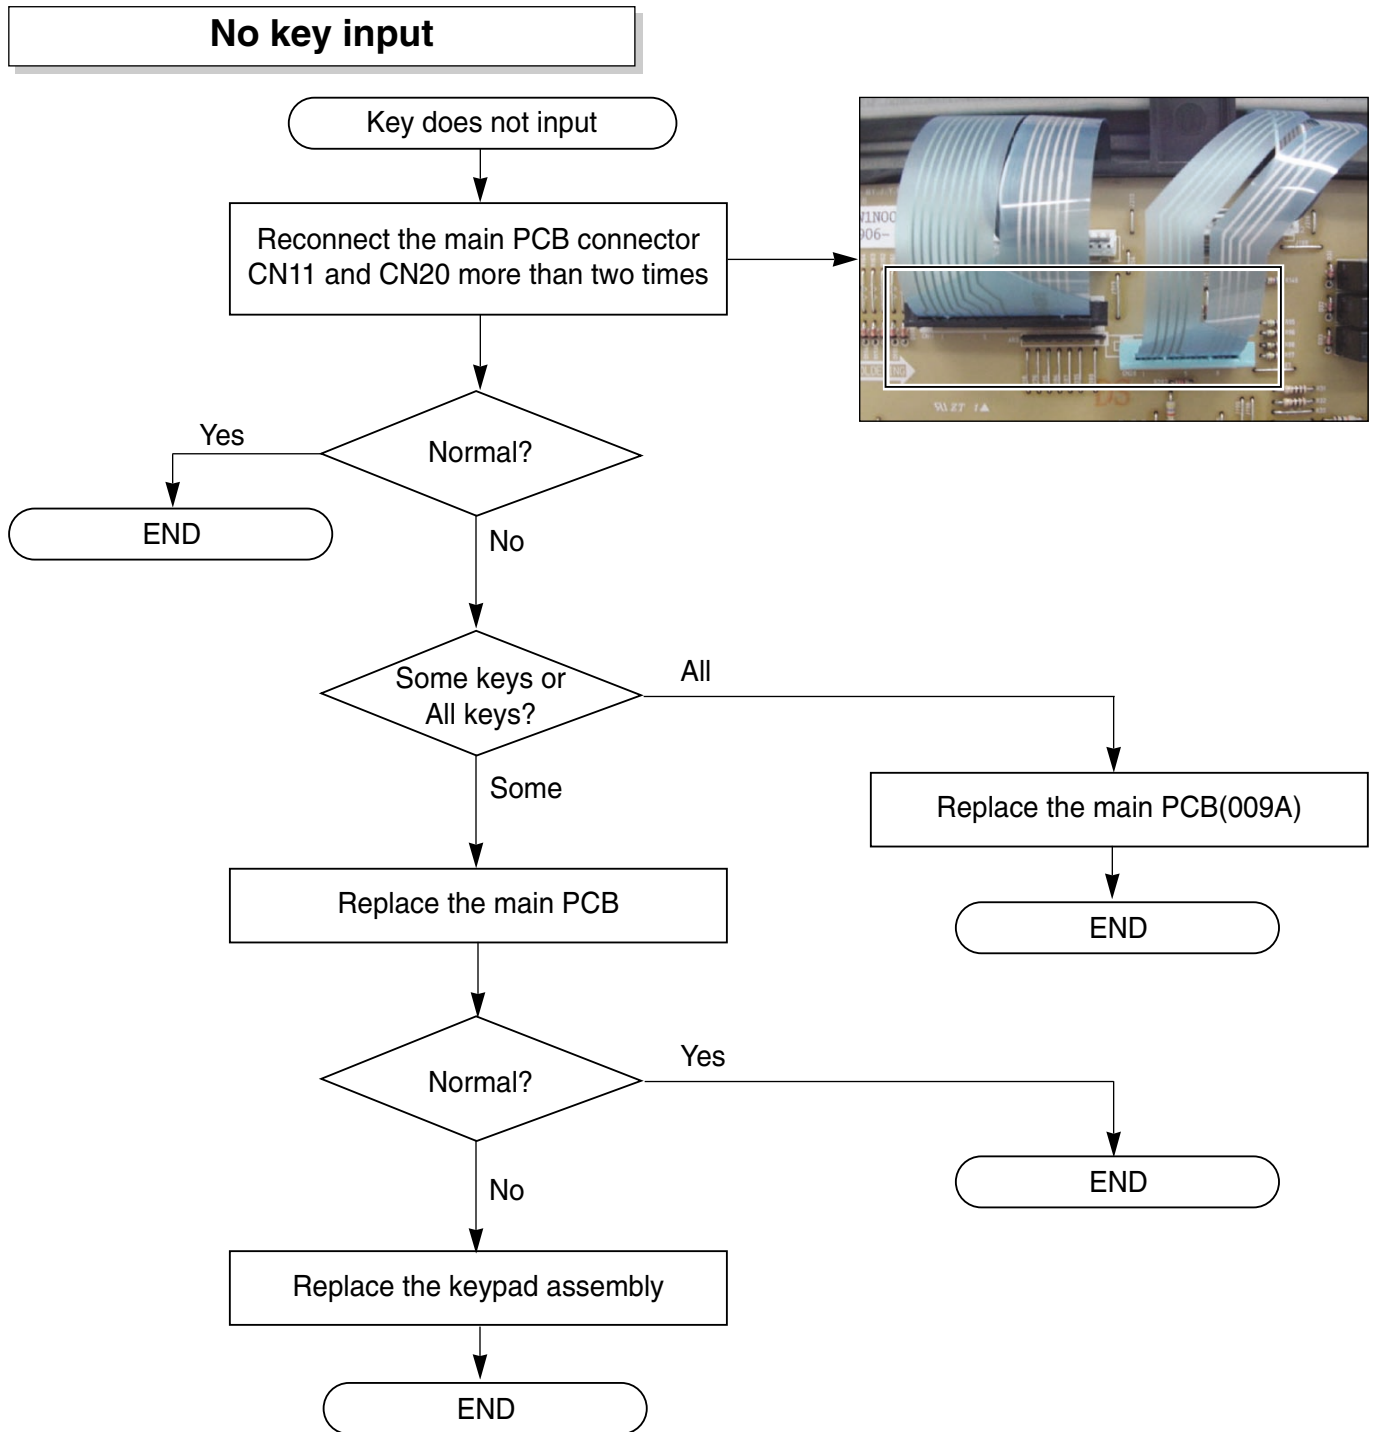 No key input
Key does not input
Reconnect the main PCB connector
CN11 and CN20 more than two times
Normal?
Yes
END
No
Some keys or
All keys?
All
Replace the main PCB(009A)
END
Some
Replace the main PCB
Normal?
Yes
END
No
Replace the keypad assembly
END